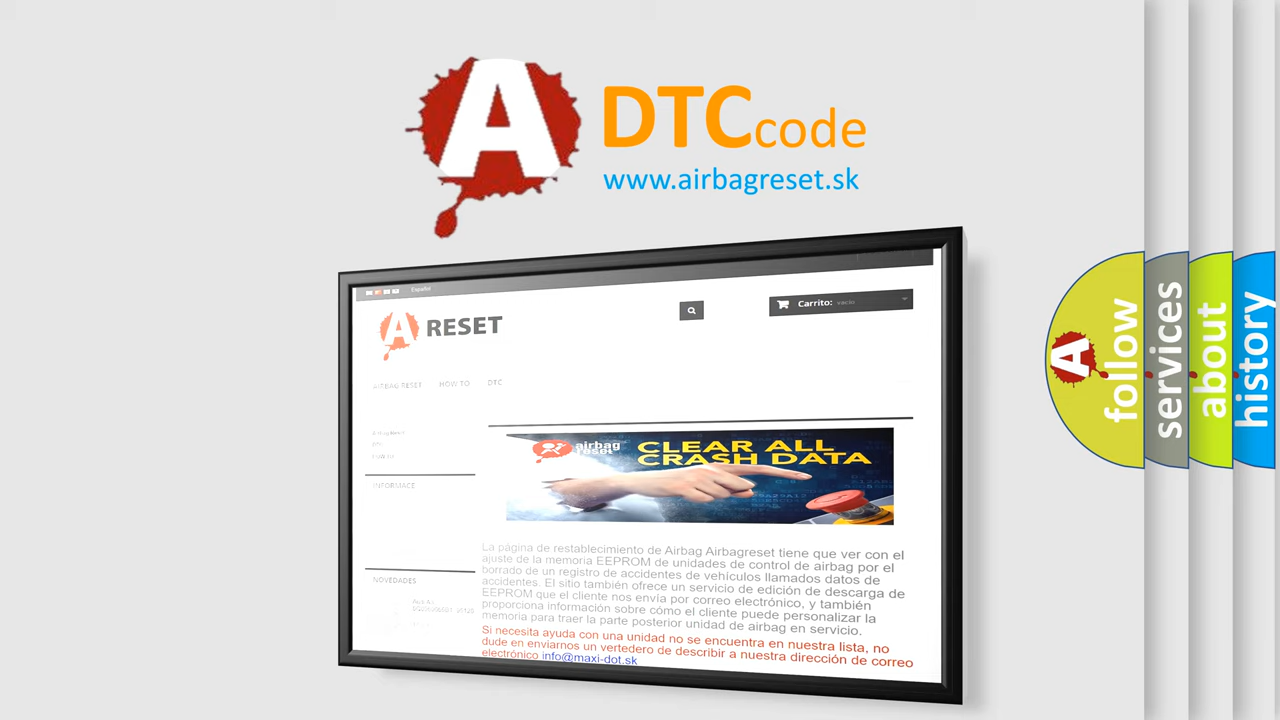 A DTC code
www.airbagreset.sk
Español
A RESET
Carrito: vacío
AIRBAG RESET HOW TO DTC
airbag reset
CLEAR ALL
CRASH DATA
INFORMACE
La página de restablecimiento de Airbag Airbagreset tiene que ver con el
ajuste de la memoria EEPROM de unidades de control de airbag por el
borrado de un registro de accidentes de vehículos llamados datos de
accidentes. El sitio también ofrece un servicio de edición de descarga de
EEPROM que el cliente nos envía por correo electrónico, y también
proporciona información sobre cómo el cliente puede personalizar la
memoria para traer la parte posterior unidad de airbag en servicio.
NOVEDADES
Si necesita ayuda con una unidad no se encuentra en nuestra lista, no
dude en enviarnos un vertedero de describir a nuestra dirección de correo
electrónico info@maxi-dot.sk
A
follow
services
about
history